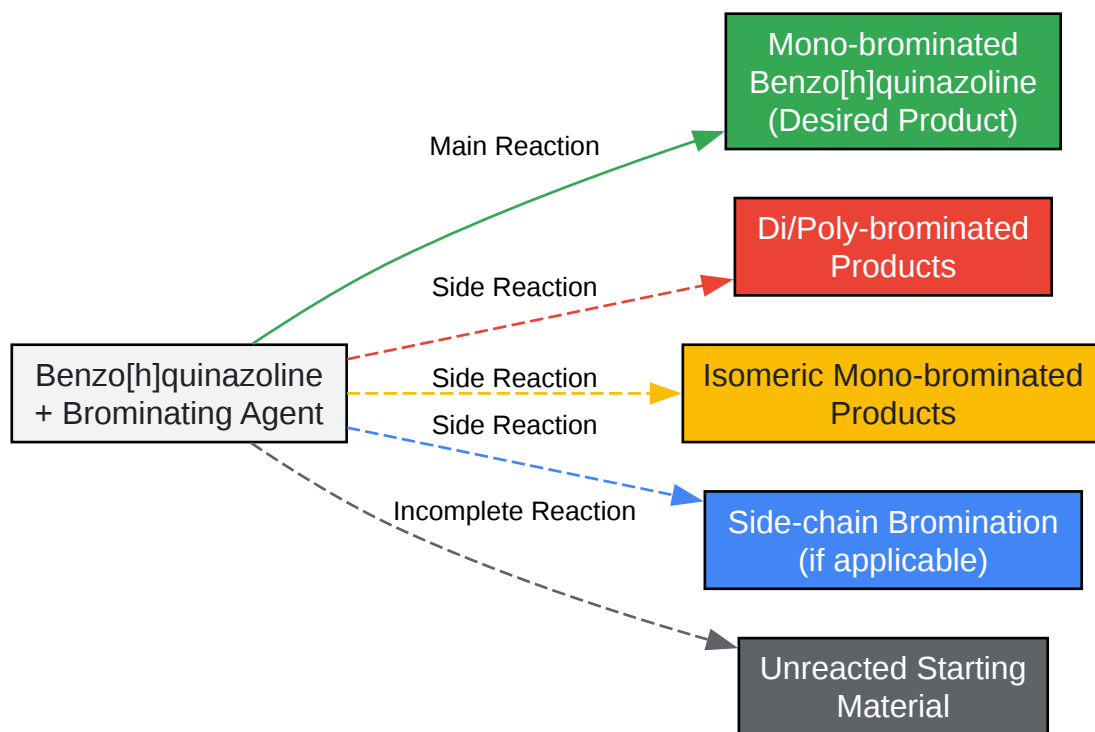 Mono-brominated
Benzo[h]quinazoline
(Desired Product)
Main Reaction
Di/Poly-brominated
Products
Side Reaction
Benzo[h]quinazoline
+ Brominating Agent
Side Reaction
Isomeric Mono-brominated
Products
Side Reaction
Side-chain Bromination
(if applicable)
Incomplete Reaction
Unreacted Starting
Material